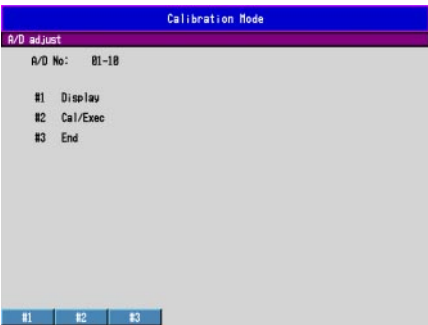 Calibration Mode
A/D adjust
A/D No: 01-10
#1 Display
#2 Cal/Exec
#3 End
#1 #2 #3